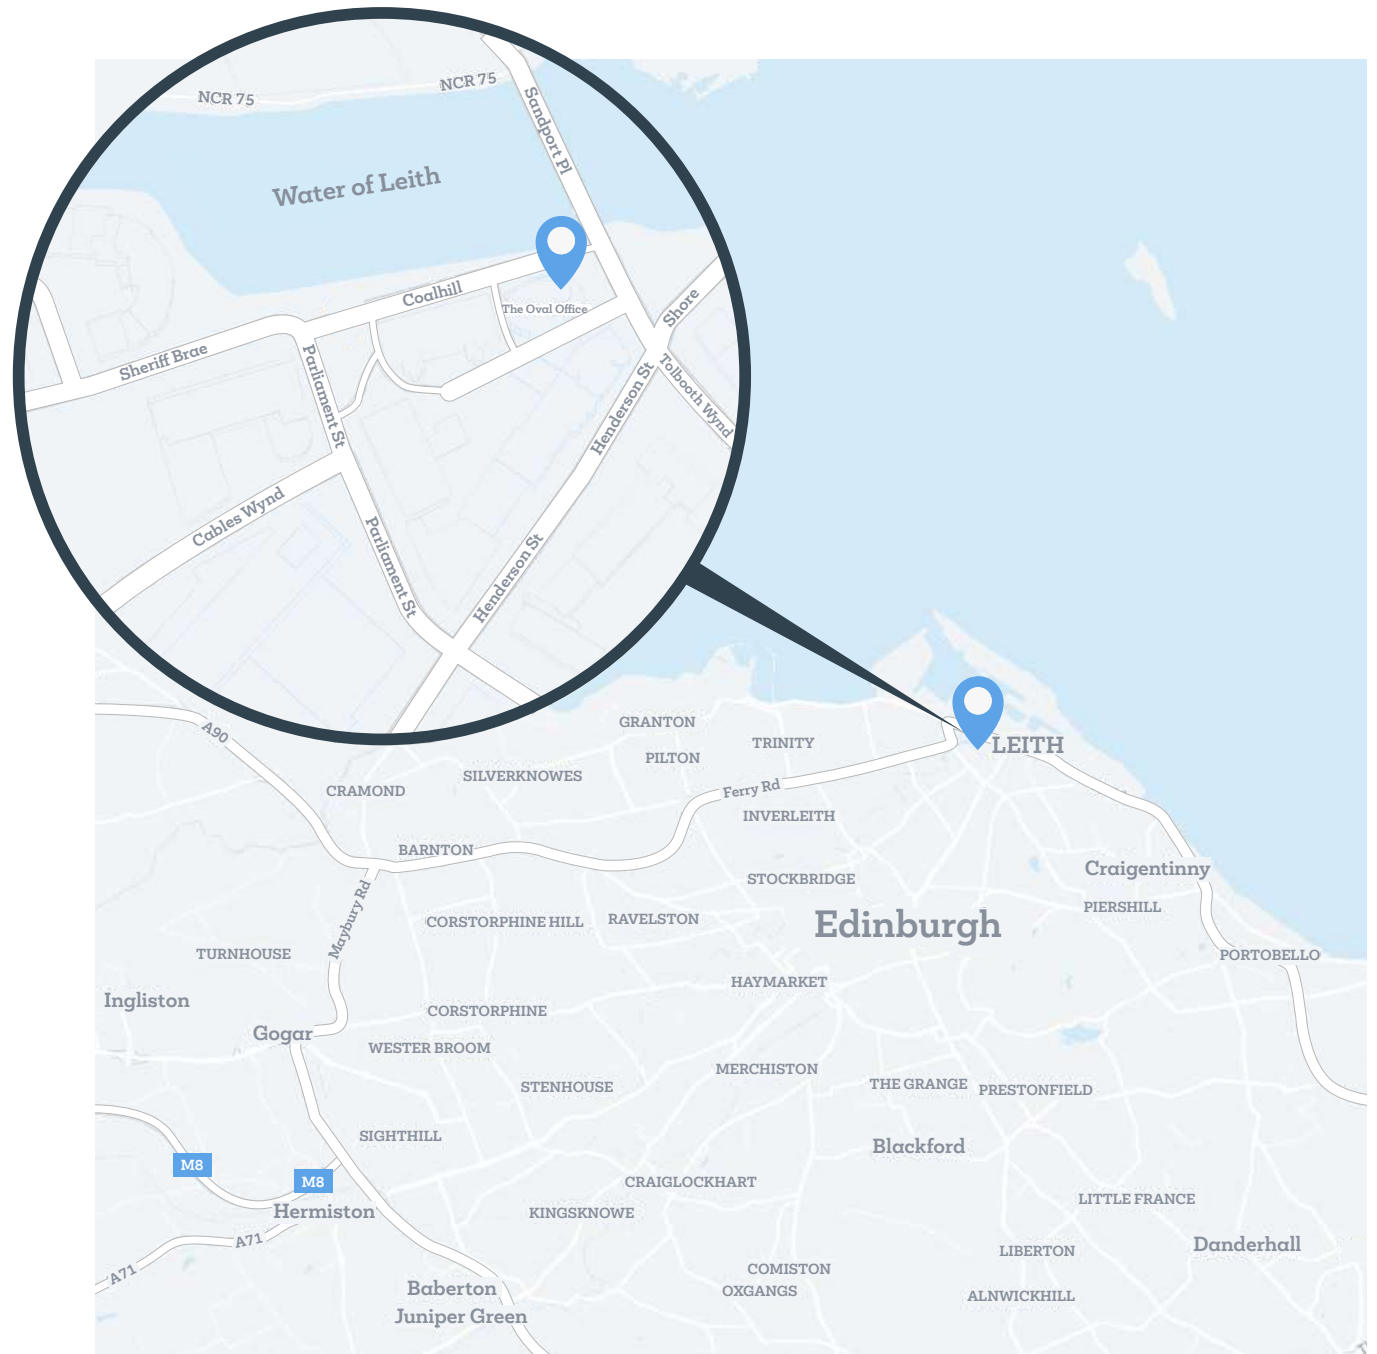 NCR 75
NCR 75
Sandport Pl
Water of Leith
Coalhill
The Oval Office
Shore
Sheriff Brae
Parliament St
Tolbooth Wynd
Henderson St
Cables Wynd
Parliament St
Henderson St
GRANTON
A90
TRINITY
LEITH
PILTON
SILVERKNOWES
CRAMOND
Ferry Rd
INVERLEITH
BARNTON
Craigentinny
STOCKBRIDGE
PIERSHILL
Maybury Rd
CORSTORPHINE HILL
RAVELSTON
Edinburgh
TURNHOUSE
PORTOBELLO
HAYMARKET
Ingliston
CORSTORPHINE
Gogar
WESTER BROOM
MERCHISTON
STENHOUSE
THE GRANGE
PRESTONFIELD
SIGHTHILL
Blackford
M8
M8
CRAIGLOCKHART
LITTLE FRANCE
Hermiston
KINGSKNOWE
A71
Danderhall
LIBERTON
A71
COMISTON
Baberton
OXGANGS
ALNWICKHILL
Juniper Green